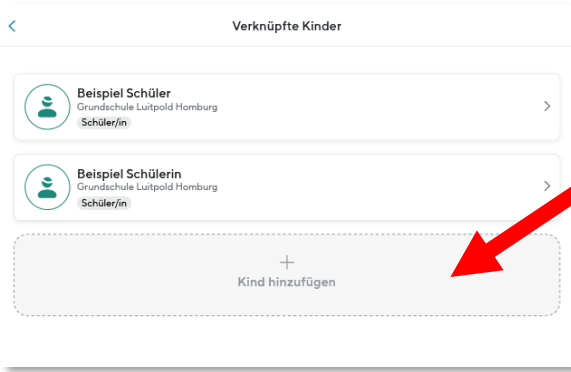 Verknüpfte Kinder
Beispiel Schüler
Grundschule Luitpold Homburg
Schüler/in
Beispiel Schülerin
Grundschule Luitpold Homburg
Schüler/in
Kind hinzufügen